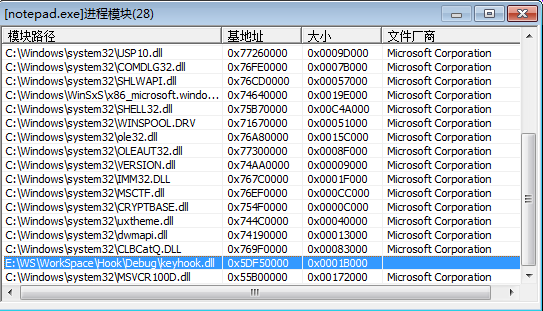 [notepad.exe]进程模块(28)
模块路径 基地址 大小 文件厂商
C:\Windows\system32\USP10.dll 0x77260000 0x0009D000 Microsoft Corporation
C:\Windows\system32\COMDLG32.dll 0x76FE0000 0x0007B000 Microsoft Corporation
C:\Windows\system32\SHLWAPI.dll 0x76CD0000 0x00057000 Microsoft Corporation
C:\Windows\WinSxS\x86_microsoft.windo... 0x74640000 0x0019E000 Microsoft Corporation
C:\Windows\system32\SHELL32.dll 0x75B70000 0x00C4A000 Microsoft Corporation
C:\Windows\system32\WINSPOOL.DRV 0x71670000 0x00051000 Microsoft Corporation
C:\Windows\system32\ole32.dll 0x76A80000 0x0015C000 Microsoft Corporation
C:\Windows\system32\OLEAUT32.dll 0x77300000 0x0008F000 Microsoft Corporation
C:\Windows\system32\VERSION.dll 0x74AA0000 0x00009000 Microsoft Corporation
C:\Windows\system32\IMM32.DLL 0x767C0000 0x0001F000 Microsoft Corporation
C:\Windows\system32\MSCTF.dll 0x76EF0000 0x000CC000 Microsoft Corporation
C:\Windows\system32\CRYPTBASE.dll 0x754F0000 0x0000C000 Microsoft Corporation
C:\Windows\system32\uxtheme.dll 0x744C0000 0x00040000 Microsoft Corporation
C:\Windows\system32\dwmapi.dll 0x74190000 0x00013000 Microsoft Corporation
C:\Windows\system32\CLBCatQ.DLL 0x769F0000 0x00083000 Microsoft Corporation
E:\WS\WorkSpace\Hook\Debug\keyhook.dll 0x5DF50000 0x0001B000
C:\Windows\system32\MSVCR100D.dll 0x55B00000 0x00172000 Microsoft Corporation